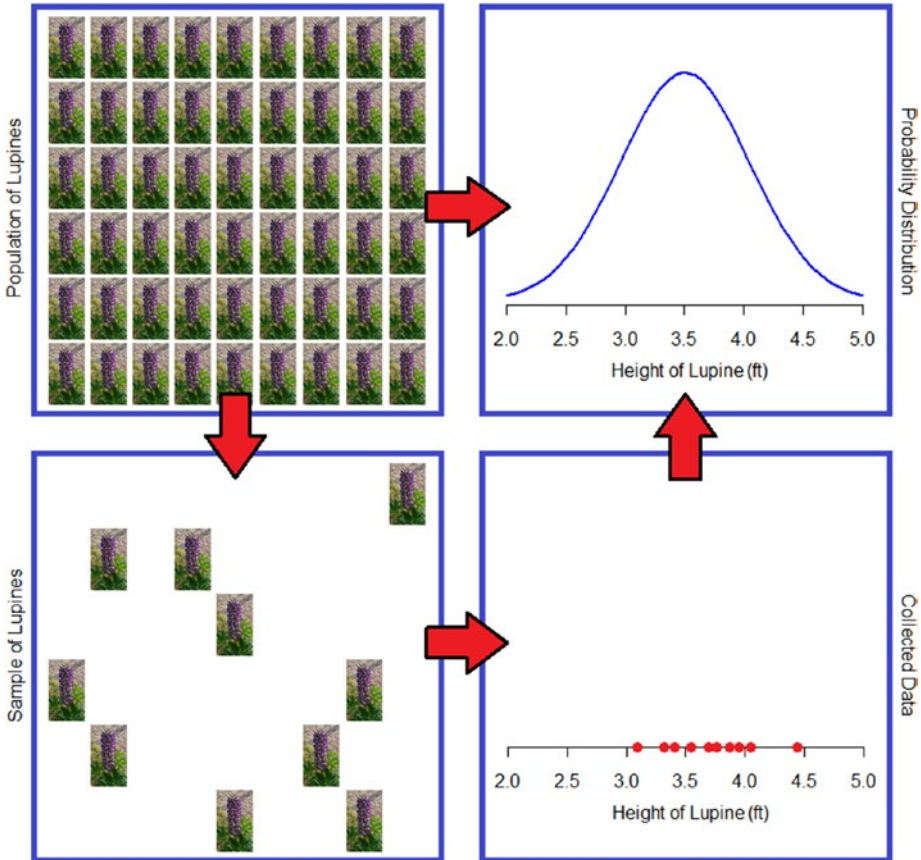 Population of Lupines
2.0 2.5 3.0 3.5 4.0 4.5 5.0
Height of Lupine (ft)
Probability Distribution
Sample of Lupines
2.0 2.5 3.0 3.5 4.0 4.5 5.0
Height of Lupine (ft)
Collected Data